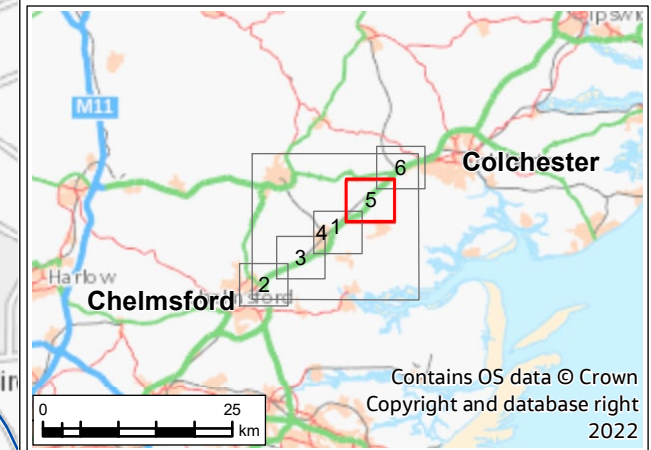 M11
6
Colchester
5
1
4
3
2
Harlow
Chelmsford
Contains OS data © Crown
Copyright and database right
2022
0 25
km